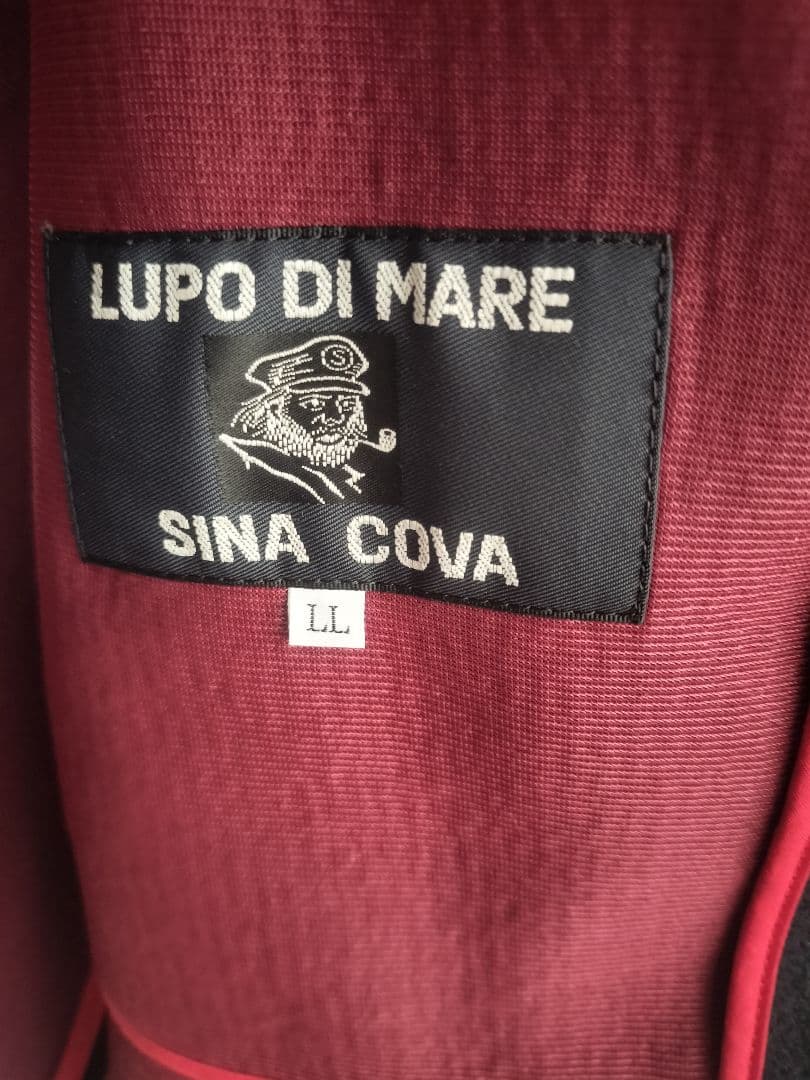 LUPO DI MARE
S
SINA COVA
LL